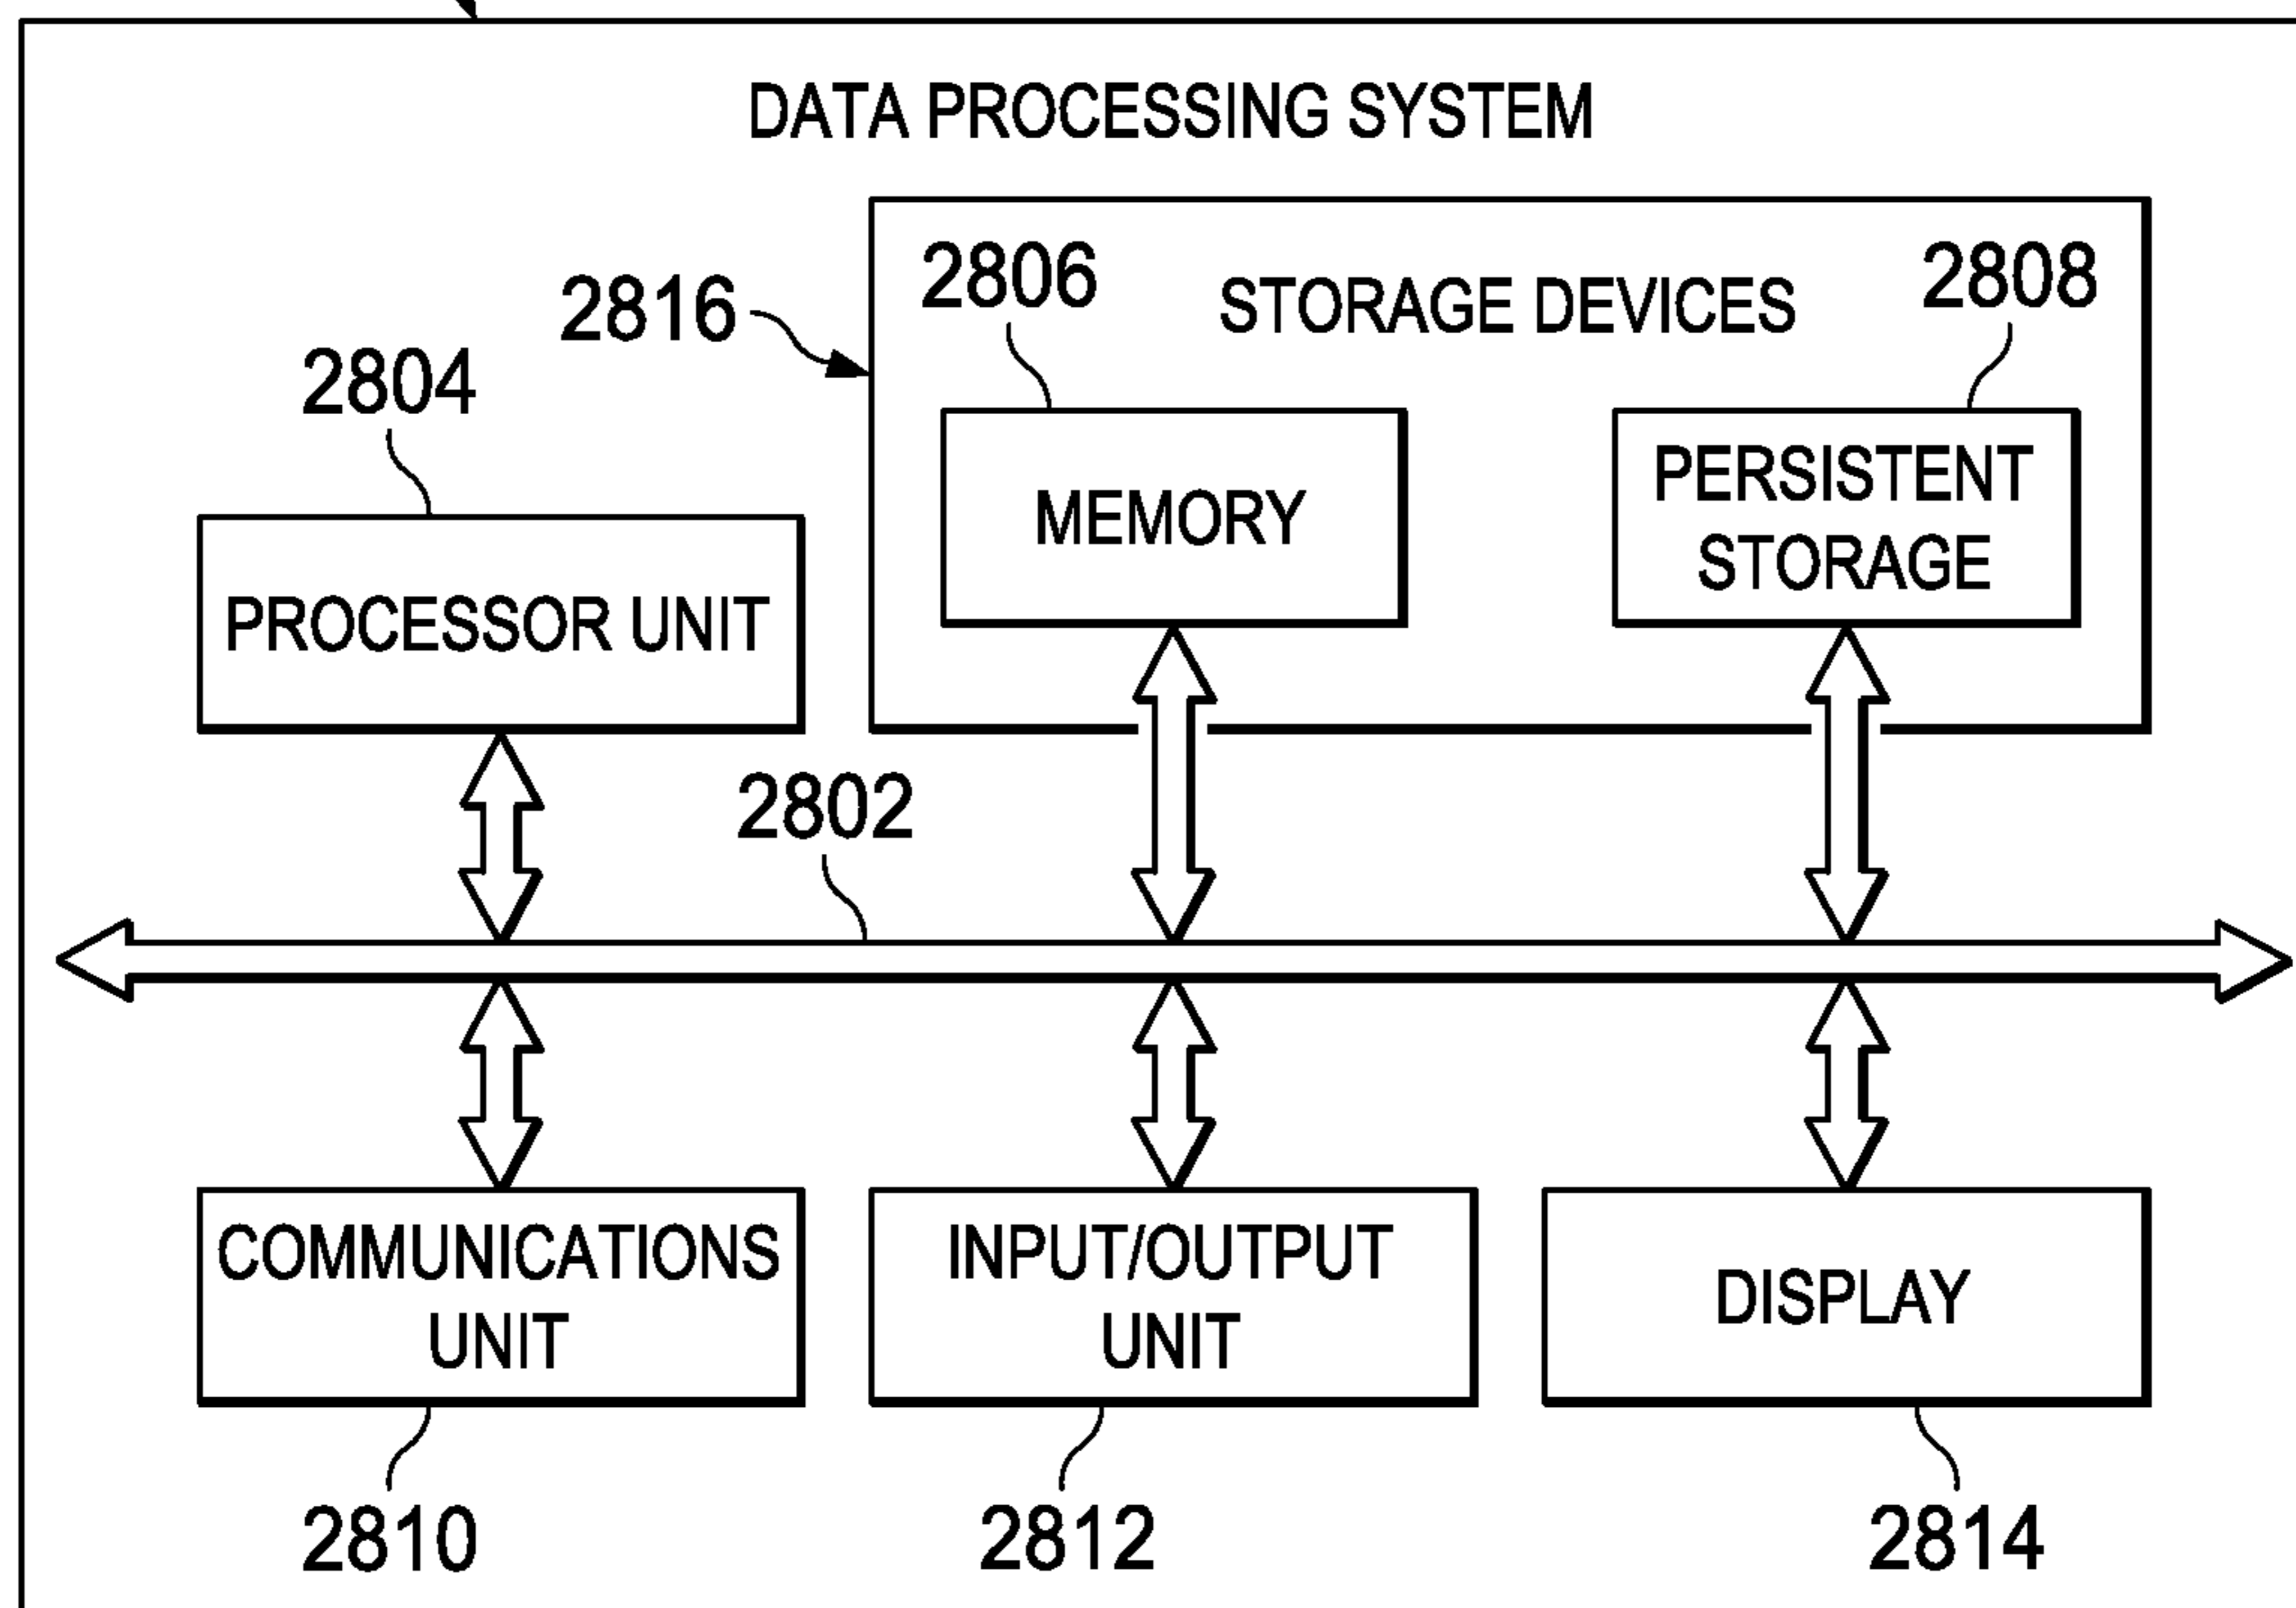 DATA PROCESSING SYSTEM
2816
2806
STORAGE DEVICES
2808
2804
MEMORY
PERSISTENT
STORAGE
PROCESSOR UNIT
2802
COMMUNICATIONS
UNIT
INPUT/OUTPUT
UNIT
DISPLAY
2810
2812
2814